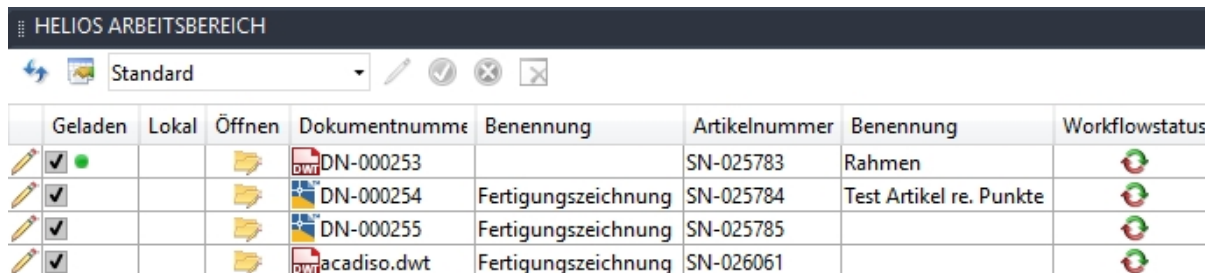 HELIOS ARBEITSBEREICH
Standard
Geladen Lokal Öffnen Dokumentnumme Benennung Artikelnummer Benennung Workflowstatus
DWT DN-000253 SN-025783 Rahmen
DN-000254 Fertigungszeichnung SN-025784 Test Artikel re. Punkte
DN-000255 Fertigungszeichnung SN-025785
acadiso.dwt Fertigungszeichnung SN-026061